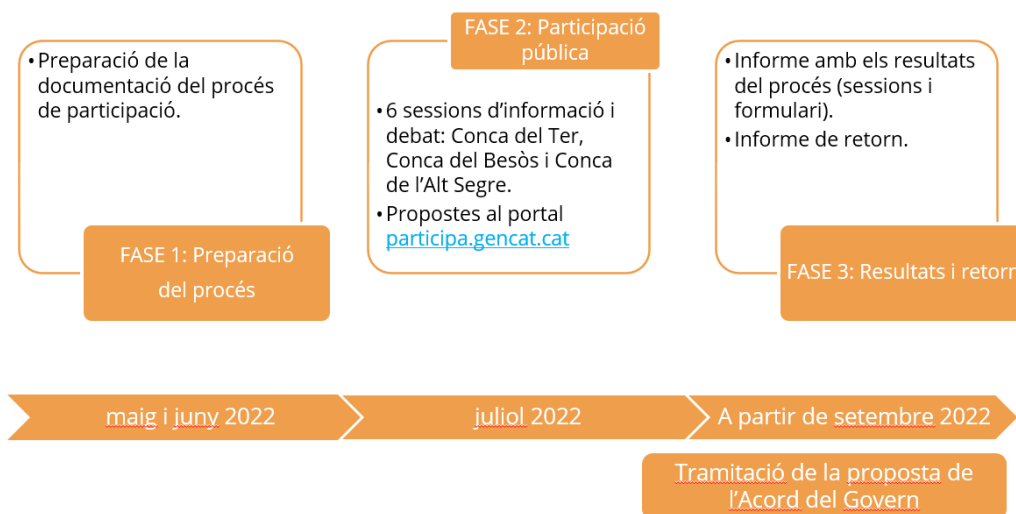 • Preparació de la
documentació del procés
de participació.
FASE 1: Preparació
del procés
FASE 2: Participació
pública
• 6 sessions d'informació i
debat: Conca del Ter,
Conca del Besòs i Conca
de l'Alt Segre.
• Propostes al portal
participa.gencat.cat
• Informe amb els resultats
del procés (sessions i
formulari).
• Informe de retorn.
FASE 3: Resultats i retorn
maig i juny 2022
juliol 2022
A partir de setembre 2022
Tramitació de la proposta de
l'Acord del Govern